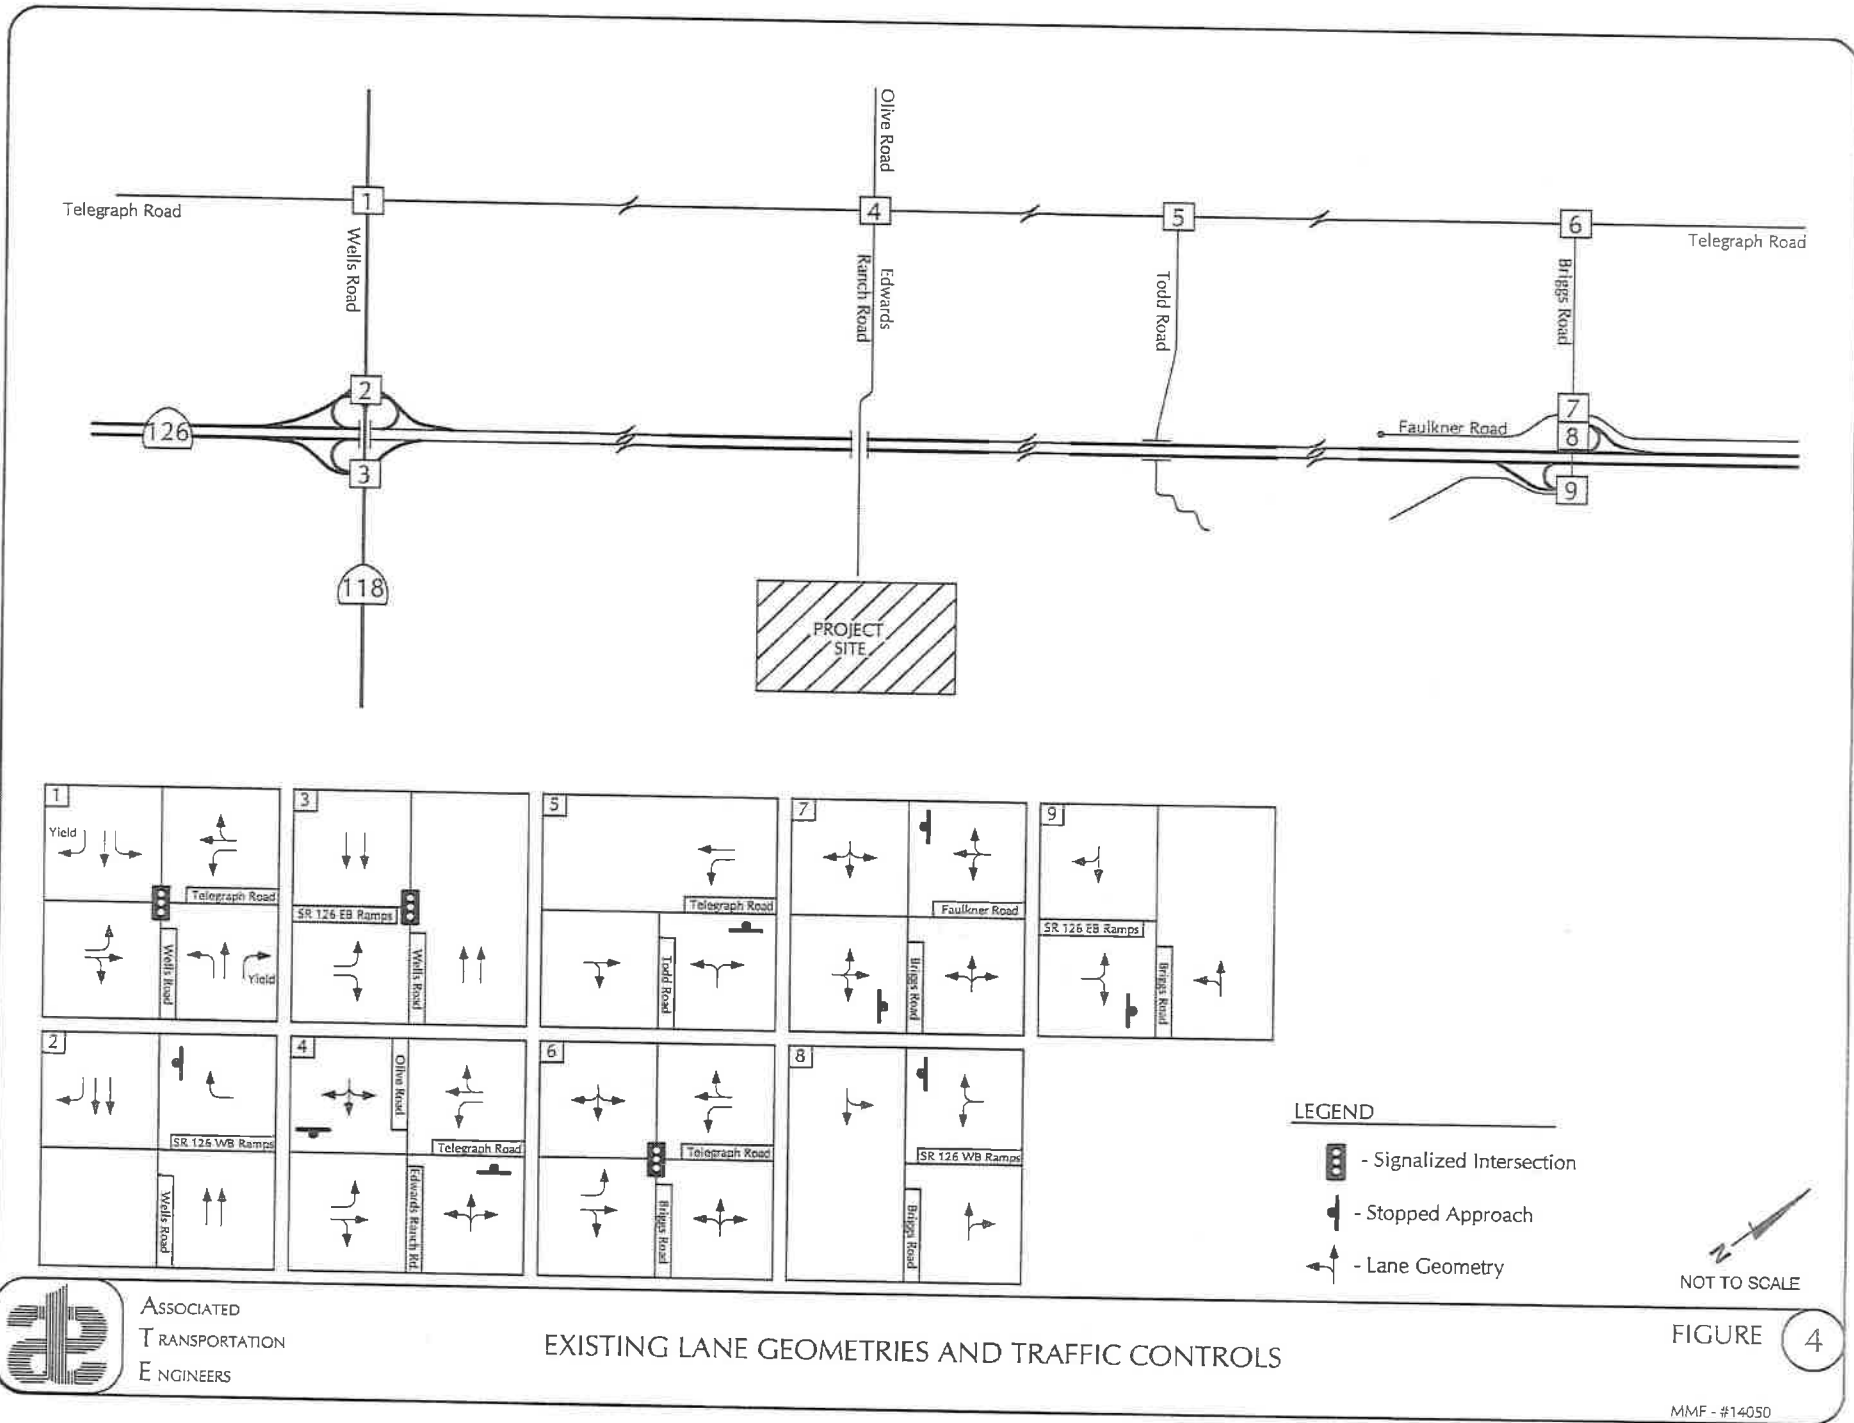 Olive Road
Telegraph Road
1
4
5
6
Telegraph Road
Wells Road
Edwards
Ranch Road
Todd Road
Briggs Road
2
7
126
Faulkner Road
8
3
9
118
PROJECT
SITE
1
Yield
Telegraph Road
Wells Road
Yield
3
SR 126 EB Ramps
Wells Road
5
Telegraph Road
Todd Road
7
Faulkner Road
Briggs Road
9
SR 126 EB Ramps
Briggs Road
2
SR 126 WB Ramps
Wells Road
4
Olive Road
Telegraph Road
Edwards Ranch Rd.
6
Telegraph Road
Briggs Road
8
SR 126 WB Ramps
Briggs Road
LEGEND
- Signalized Intersection
- Stopped Approach
- Lane Geometry
N
NOT TO SCALE
ASSOCIATED
TRANSPORTATION
ENGINEERS
EXISTING LANE GEOMETRIES AND TRAFFIC CONTROLS
FIGURE 4
MMF - #14050